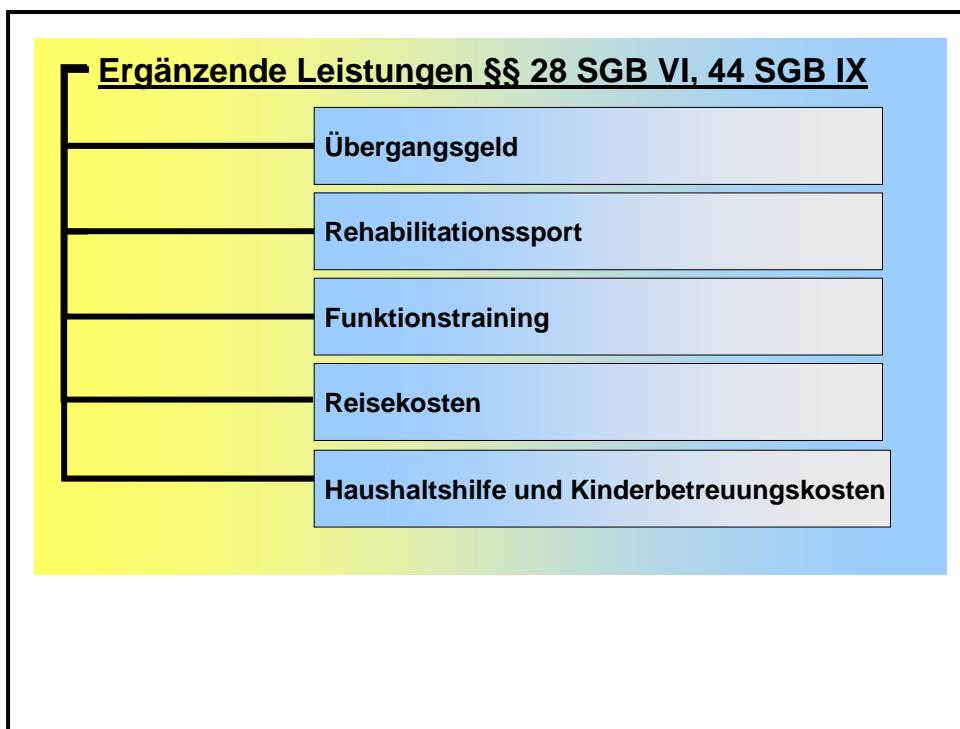 Ergänzende Leistungen §§ 28 SGB VI, 44 SGB IX
Übergangsgeld
Rehabilitationssport
Funktionstraining
Reisekosten
Haushaltshilfe und Kinderbetreuungskosten